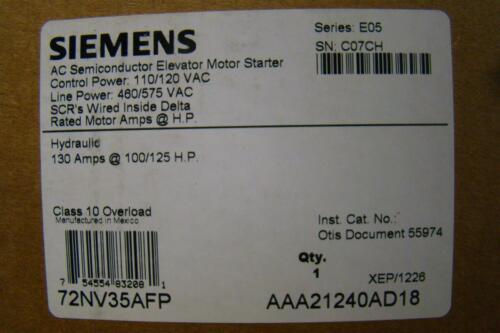 SIEMENS
AC Semiconductor Elevator Motor Starter
Control Power: 110/120 VAC
Line Power: 460/575 VAC
SCR's Wired Inside Delta
Rated Motor Amps @ H.P.
Hydraulic
130 Amps @ 100/125 H.P.
Series: E05
SN: C07CH
Class 10 Overload
Manufactured in Mexico
7 54554 83208 1
72NV35AFP
Inst. Cat. No.:
Otis Document 55974
Qty.
1
XEP/1226
AAA21240AD18